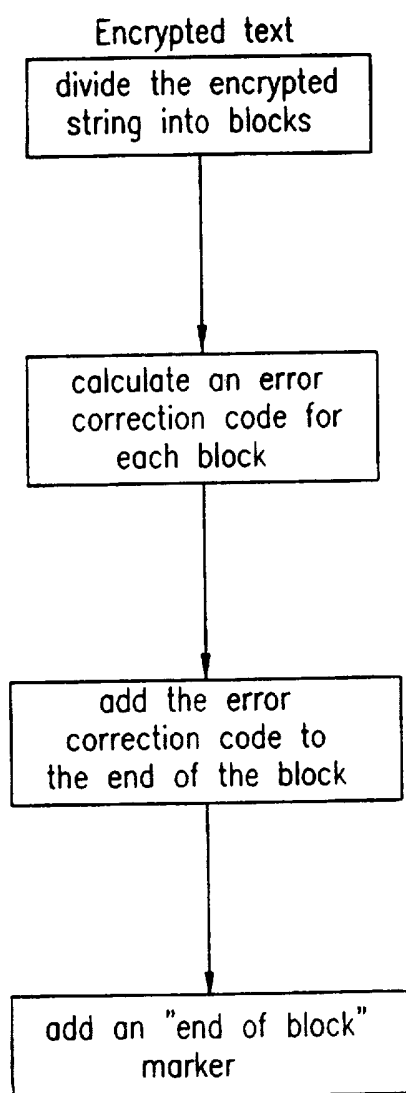 Encrypted text
divide the encrypted
string into blocks
calculate an error
correction code for
each block
add the error
correction code to
the end of the block
add an "end of block"
marker